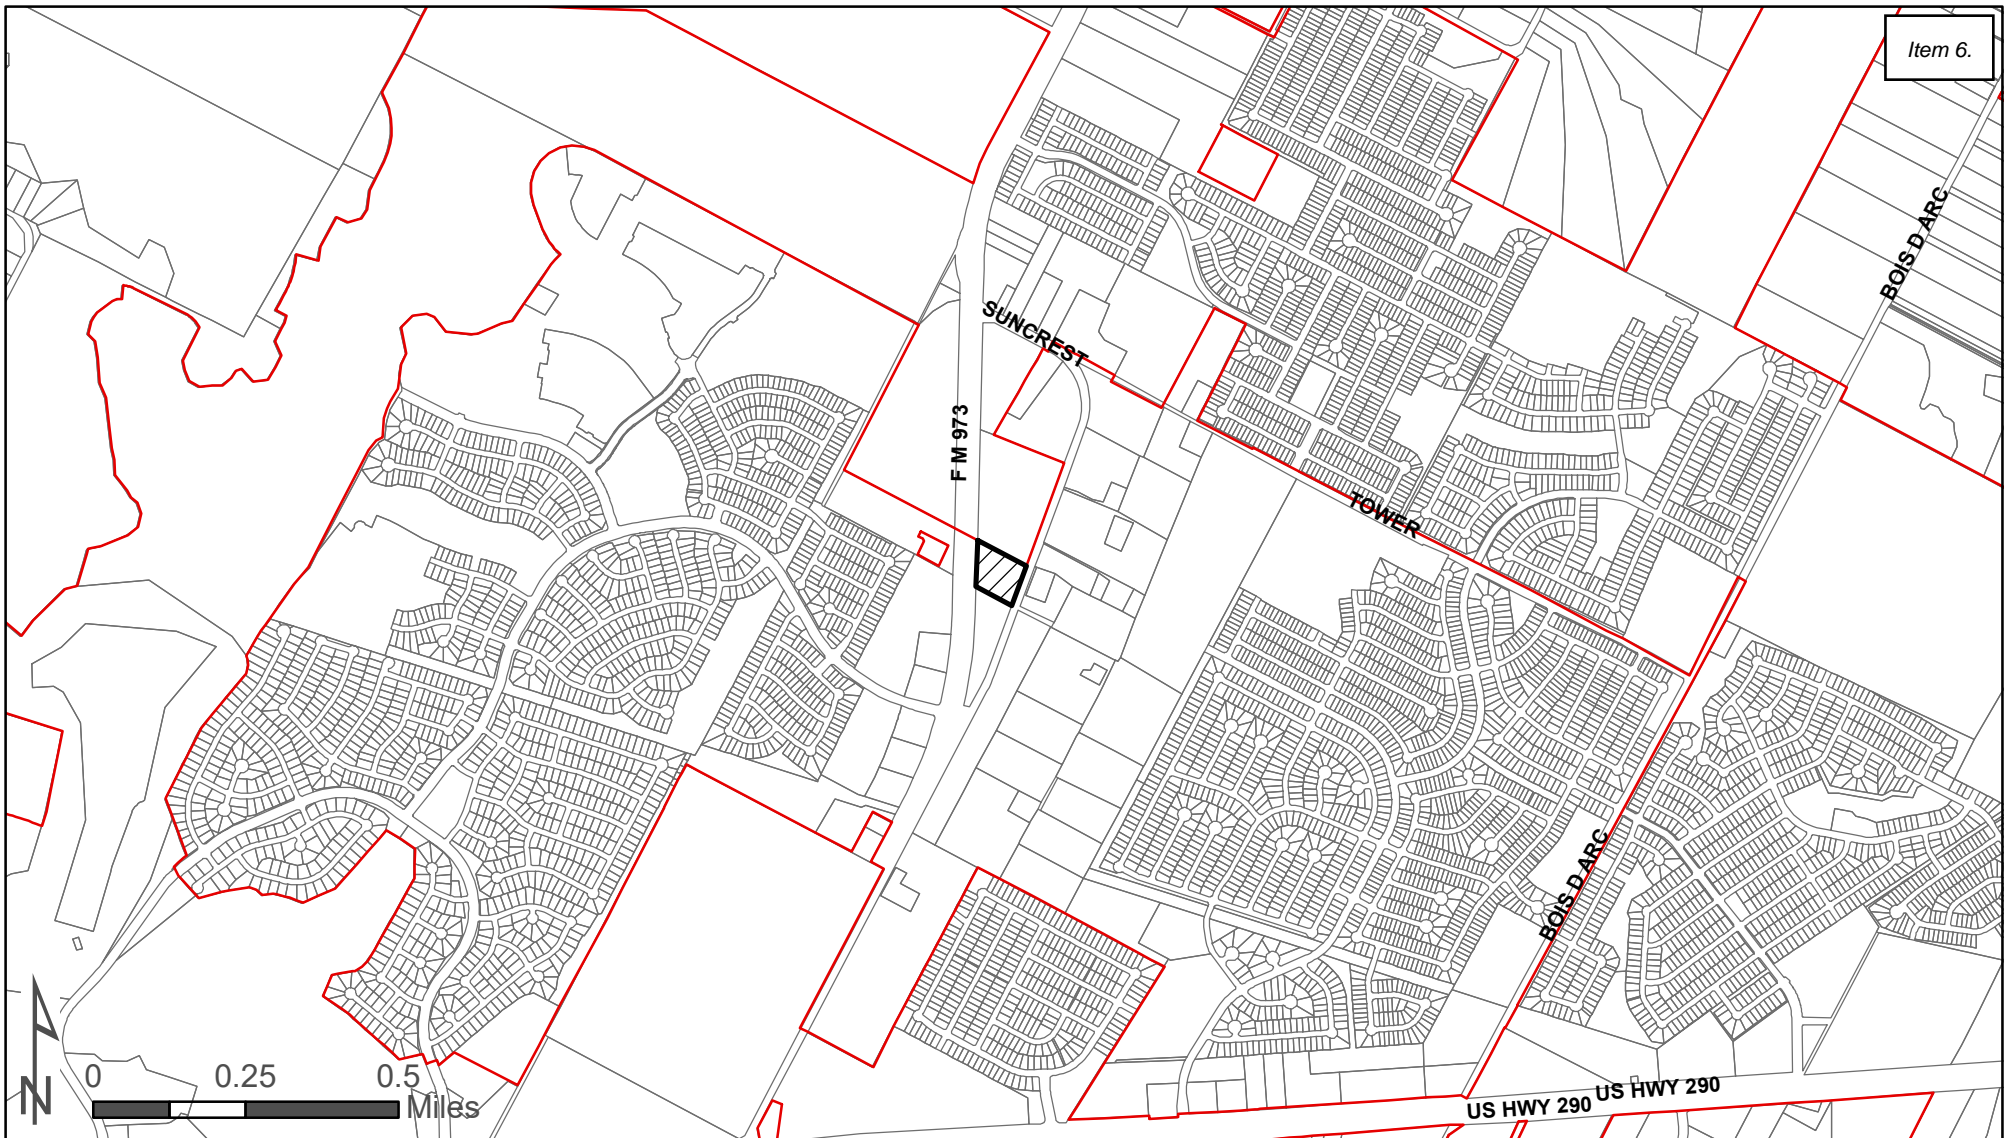 Item 6.
BOIS D ARC
SUNCREST
F M 973
TOWER
BOIS D ARC
0 0.25 0.5
Miles
N
US HWY 290
US HWY 290